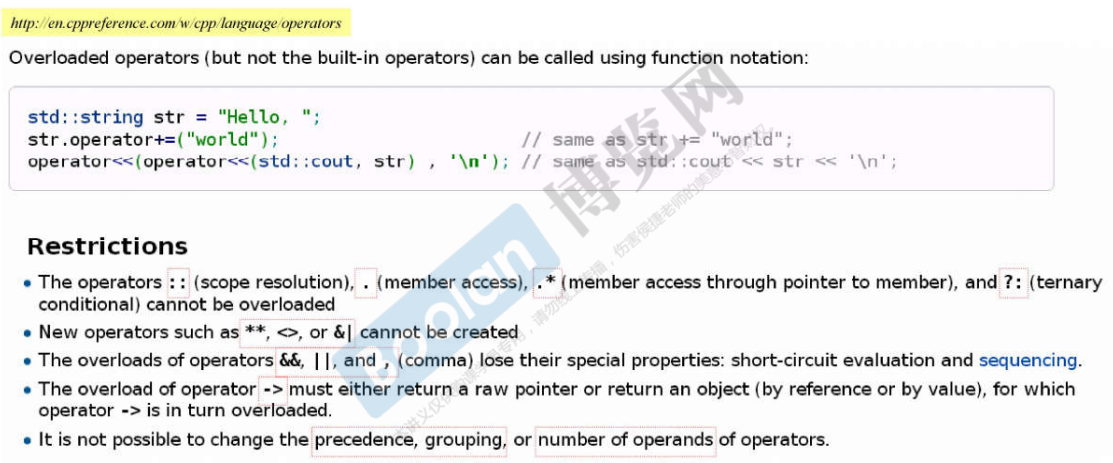 http://en.cppreference.com/w/cpp/language/operators
Overloaded operators (but not the built-in operators) can be called using function notation:
std::string str = "Hello, ";
str.operator+=("world"); // same as str += "world";
operator<<(operator<<(std::cout, str) , '\n'); // same as std::cout << str << '\n';
Restrictions
• The operators :: (scope resolution), . (member access), .* (member access through pointer to member), and ?: (ternary
conditional) cannot be overloaded
• New operators such as **, <>, or &| cannot be created
• The overloads of operators &&, ||, and , (comma) lose their special properties: short-circuit evaluation and sequencing.
• The overload of operator -> must either return a raw pointer or return an object (by reference or by value), for which
operator -> is in turn overloaded.
• It is not possible to change the precedence, grouping, or number of operands of operators.
Boolan 博览网